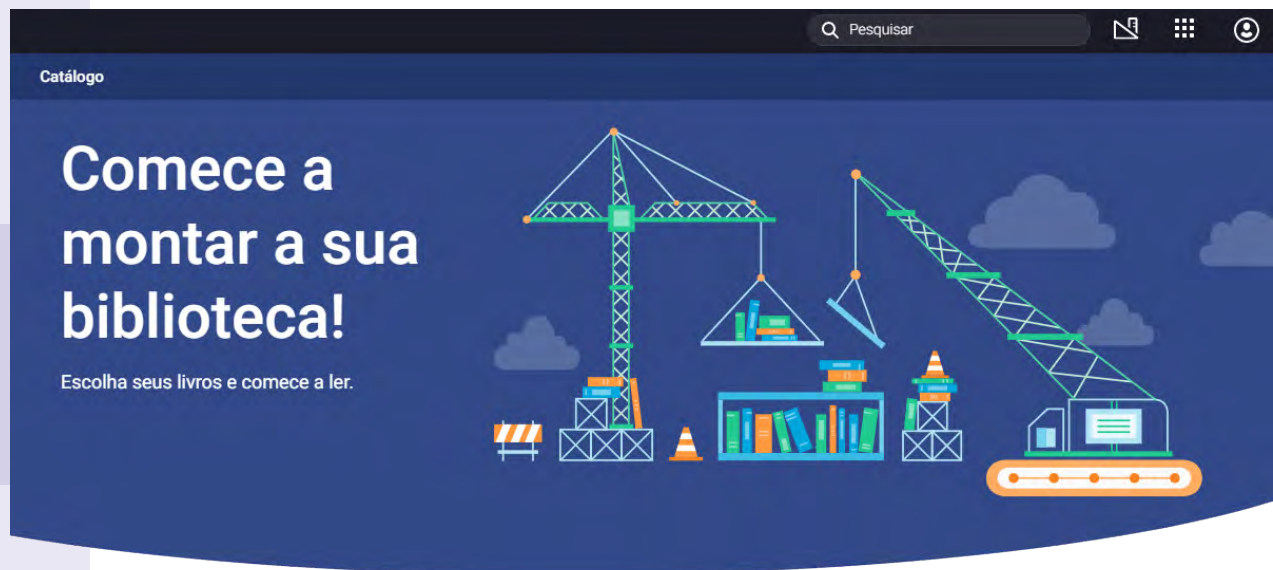 Pesquisar
Catálogo
Comece a
montar a sua
biblioteca!
Escolha seus livros e comece a ler.